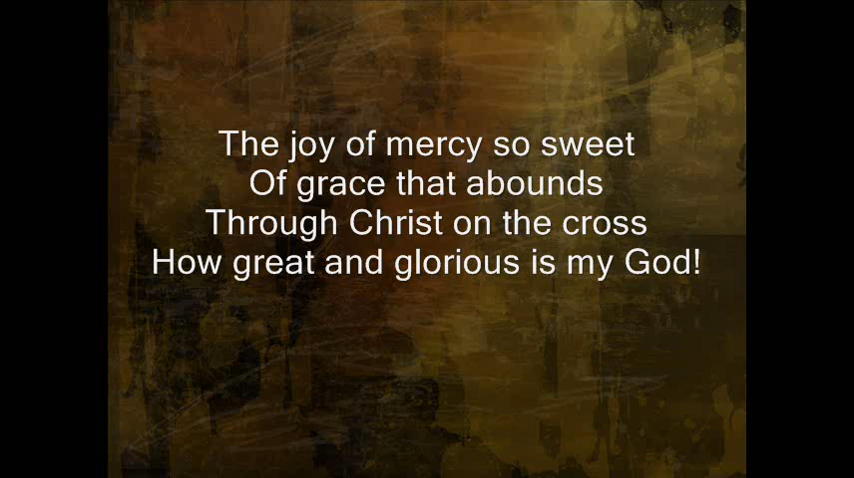 The joy of mercy so sweet
Of grace that abounds
Through Christ on the cross
How great and glorious is my God!